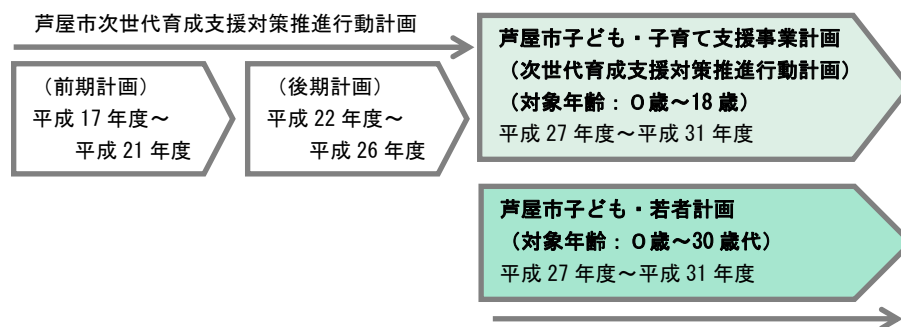 芦屋市次世代育成支援対策推進行動計画
（前期計画）
平成 17 年度～
平成 21 年度
（後期計画）
平成 22 年度～
平成 26 年度
芦屋市子ども・子育て支援事業計画
（次世代育成支援対策推進行動計画）
（対象年齢：０歳～18 歳）
平成 27 年度～平成 31 年度
芦屋市子ども・若者計画
（対象年齢：０歳～30 歳代）
平成 27 年度～平成 31 年度